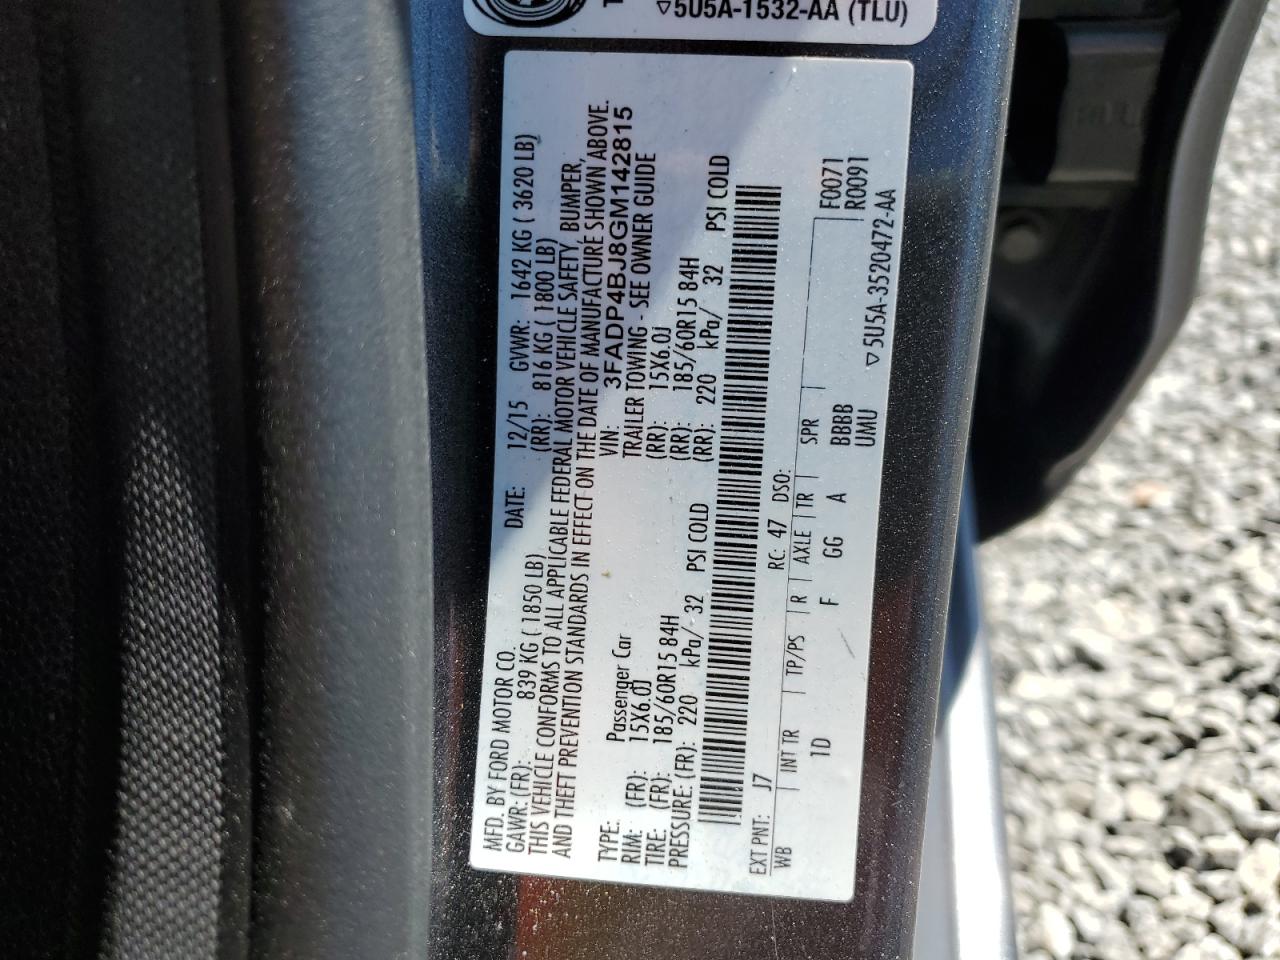 ▽5U5A-1532-AA (TLU)
MFD. BY FORD MOTOR CO. DATE: 12/15 GVWR: 1642 KG ( 3620 LB)
GAWR: (FR): 839 KG ( 1850 LB) (RR): 816 KG ( 1800 LB)
THIS VEHICLE CONFORMS TO ALL APPLICABLE FEDERAL MOTOR VEHICLE SAFETY, BUMPER,
AND THEFT PREVENTION STANDARDS IN EFFECT ON THE DATE OF MANUFACTURE SHOWN ABOVE.
VIN: 3FADP4BJ8GM142815
TYPE: Passenger Car TRAILER TOWING - SEE OWNER GUIDE
RIM: (FR): 15X6.0J (RR): 15X6.0J
TIRE: (FR): 185/60R15 84H (RR): 185/60R15 84H
PRESSURE: (FR): 220 kPa/ 32 PSI COLD (RR): 220 kPa/ 32 PSI COLD
EXT PNT: J7 RC: 47 DSO:
WB INT TR TP/PS R AXLE TR SPR F0071
R0091
1D F GG A BBBB
UMU
▽5U5A-3520472-AA